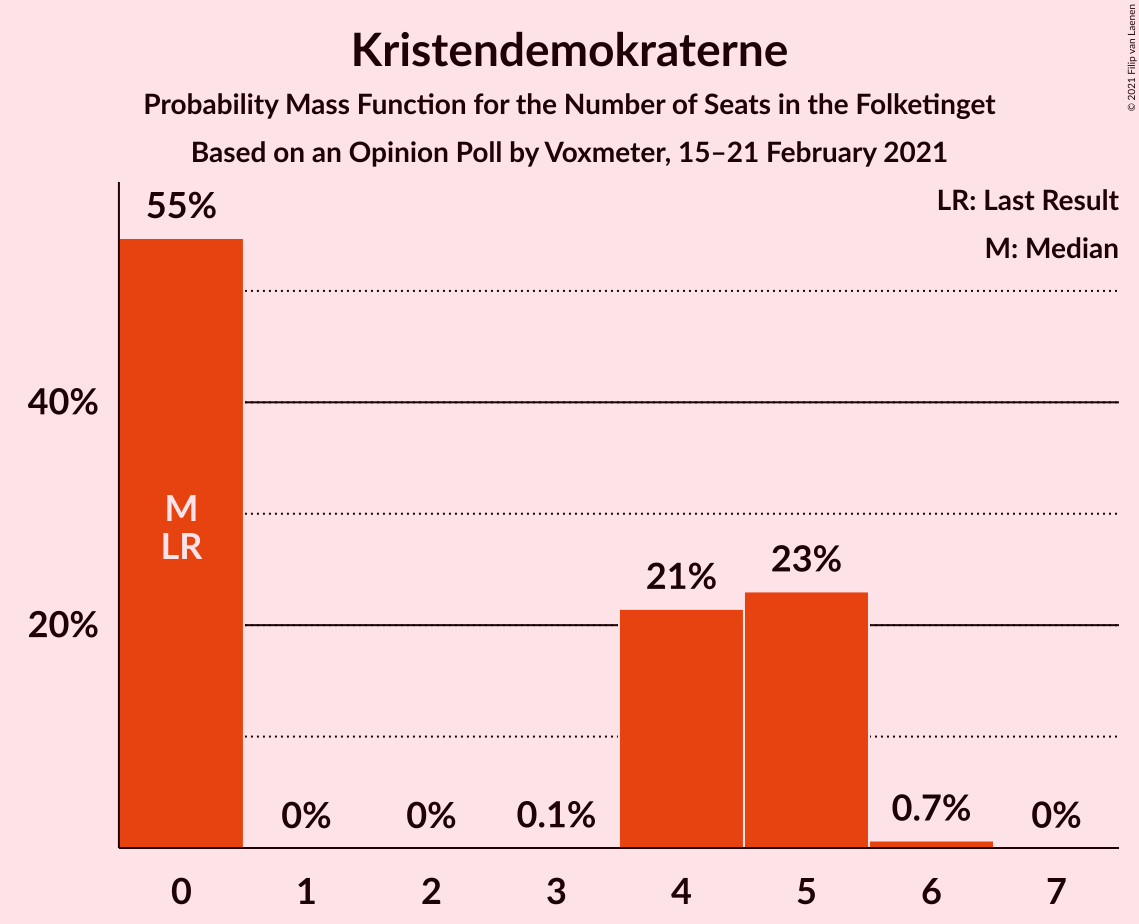 Kristendemokraterne
Probability Mass Function for the Number of Seats in the Folketinget
Based on an Opinion Poll by Voxmeter, 15–21 February 2021
© 2021 Filip van Laenen
LR: Last Result
M: Median
55%
40%
20%
M
LR
0%
0%
0.1%
21%
23%
0.7%
0%
0
1
2
3
4
5
6
7